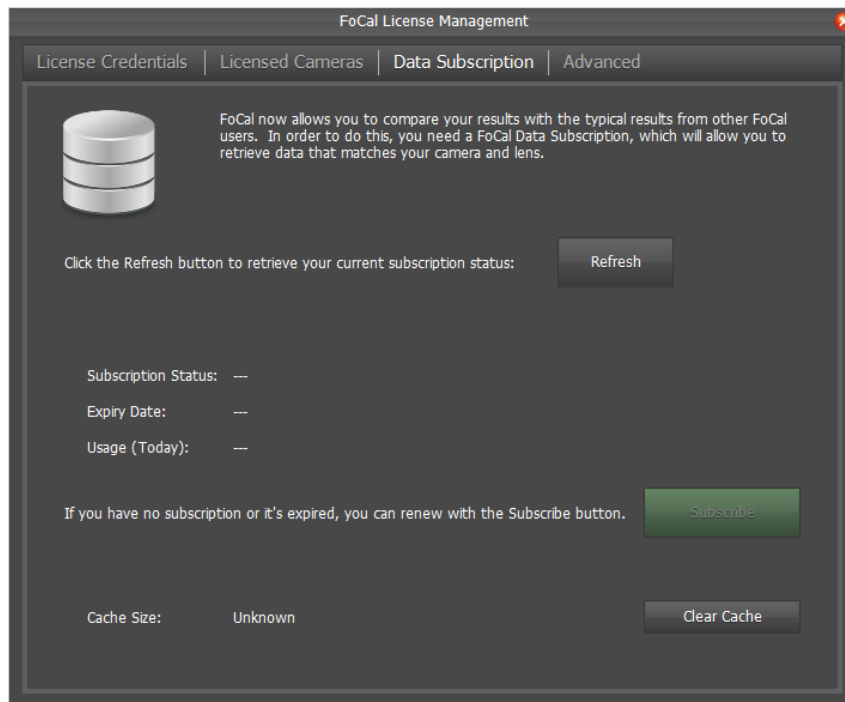 FoCal License Management
License Credentials | Licensed Cameras | Data Subscription | Advanced
FoCal now allows you to compare your results with the typical results from other FoCal
users. In order to do this, you need a FoCal Data Subscription, which will allow you to
retrieve data that matches your camera and lens.
Click the Refresh button to retrieve your current subscription status: Refresh
Subscription Status: ---
Expiry Date: ---
Usage (Today): ---
If you have no subscription or it's expired, you can renew with the Subscribe button. Subscribe
Cache Size: Unknown Clear Cache